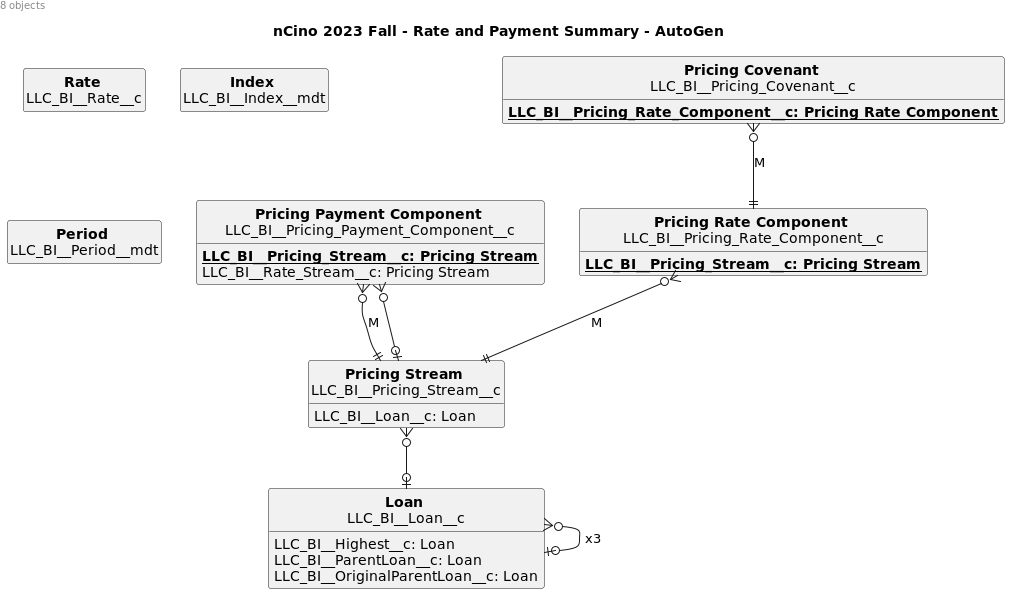 8 objects
nCino 2023 Fall - Rate and Payment Summary - AutoGen
Rate
LLC_BI__Rate__c
Index
LLC_BI__Index__mdt
Pricing Covenant
LLC_BI__Pricing_Covenant__c
LLC_BI__Pricing_Rate_Component__c: Pricing Rate Component
M
Period
LLC_BI__Period__mdt
Pricing Payment Component
LLC_BI__Pricing_Payment_Component__c
LLC_BI__Pricing_Stream__c: Pricing Stream
LLC_BI__Rate_Stream__c: Pricing Stream
Pricing Rate Component
LLC_BI__Pricing_Rate_Component__c
LLC_BI__Pricing_Stream__c: Pricing Stream
M
M
Pricing Stream
LLC_BI__Pricing_Stream__c
LLC_BI__Loan__c: Loan
Loan
LLC_BI__Loan__c
LLC_BI__Highest__c: Loan
LLC_BI__ParentLoan__c: Loan
LLC_BI__OriginalParentLoan__c: Loan
x3